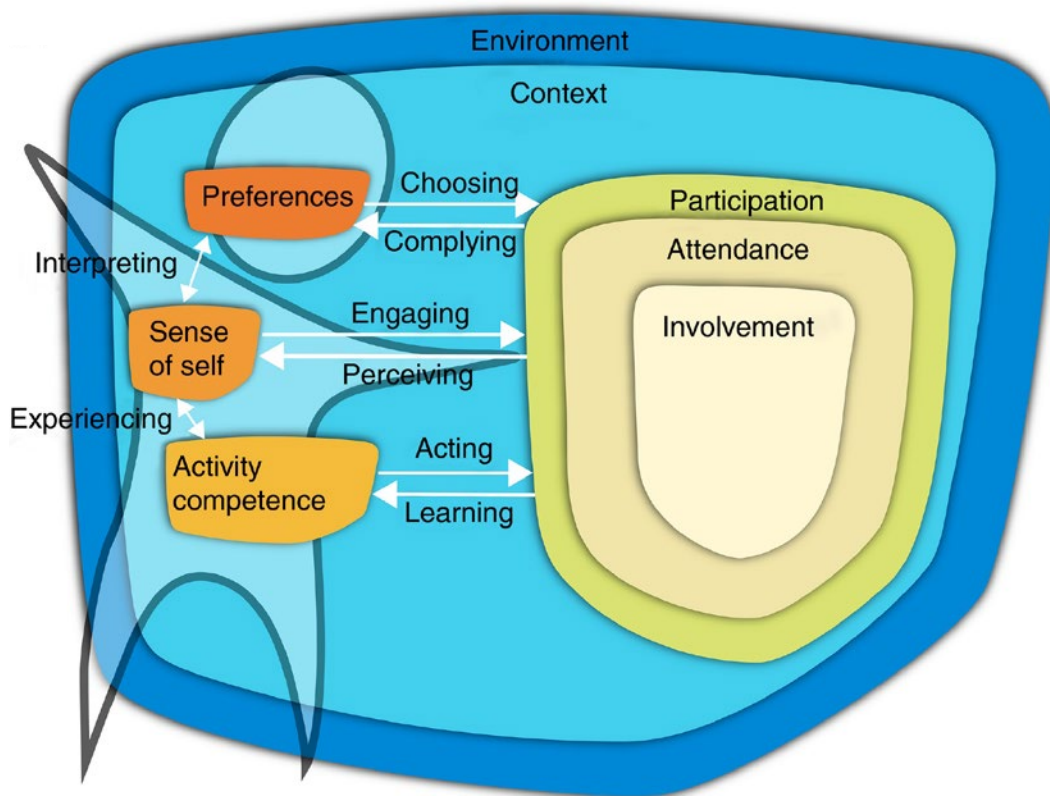 Environment
Context
Preferences
Choosing
Complying
Participation
Attendance
Interpreting
Involvement
Sense
of self
Engaging
Perceiving
Experiencing
Activity
competence
Acting
Learning